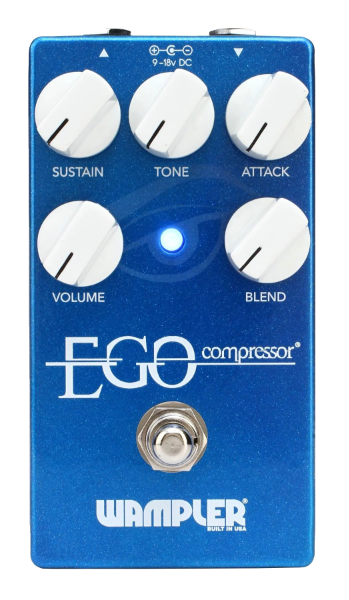 9-18v DC
SUSTAIN TONE ATTACK
VOLUME BLEND
EGO compressor®
WAMPLER®
BUILT IN USA